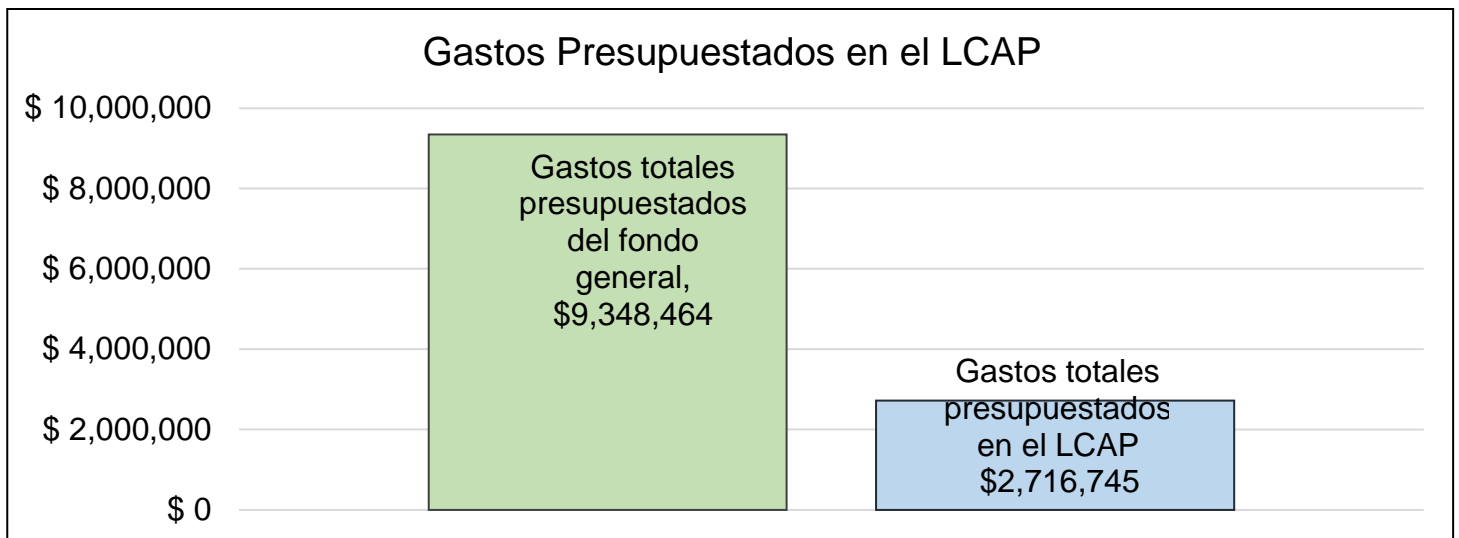 Gastos Presupuestados en el LCAP
$ 10,000,000
$ 8,000,000
$ 6,000,000
$ 4,000,000
$ 2,000,000
$ 0
Gastos totales
presupuestados
del fondo
general,
$9,348,464
Gastos totales
presupuestados
en el LCAP
$2,716,745